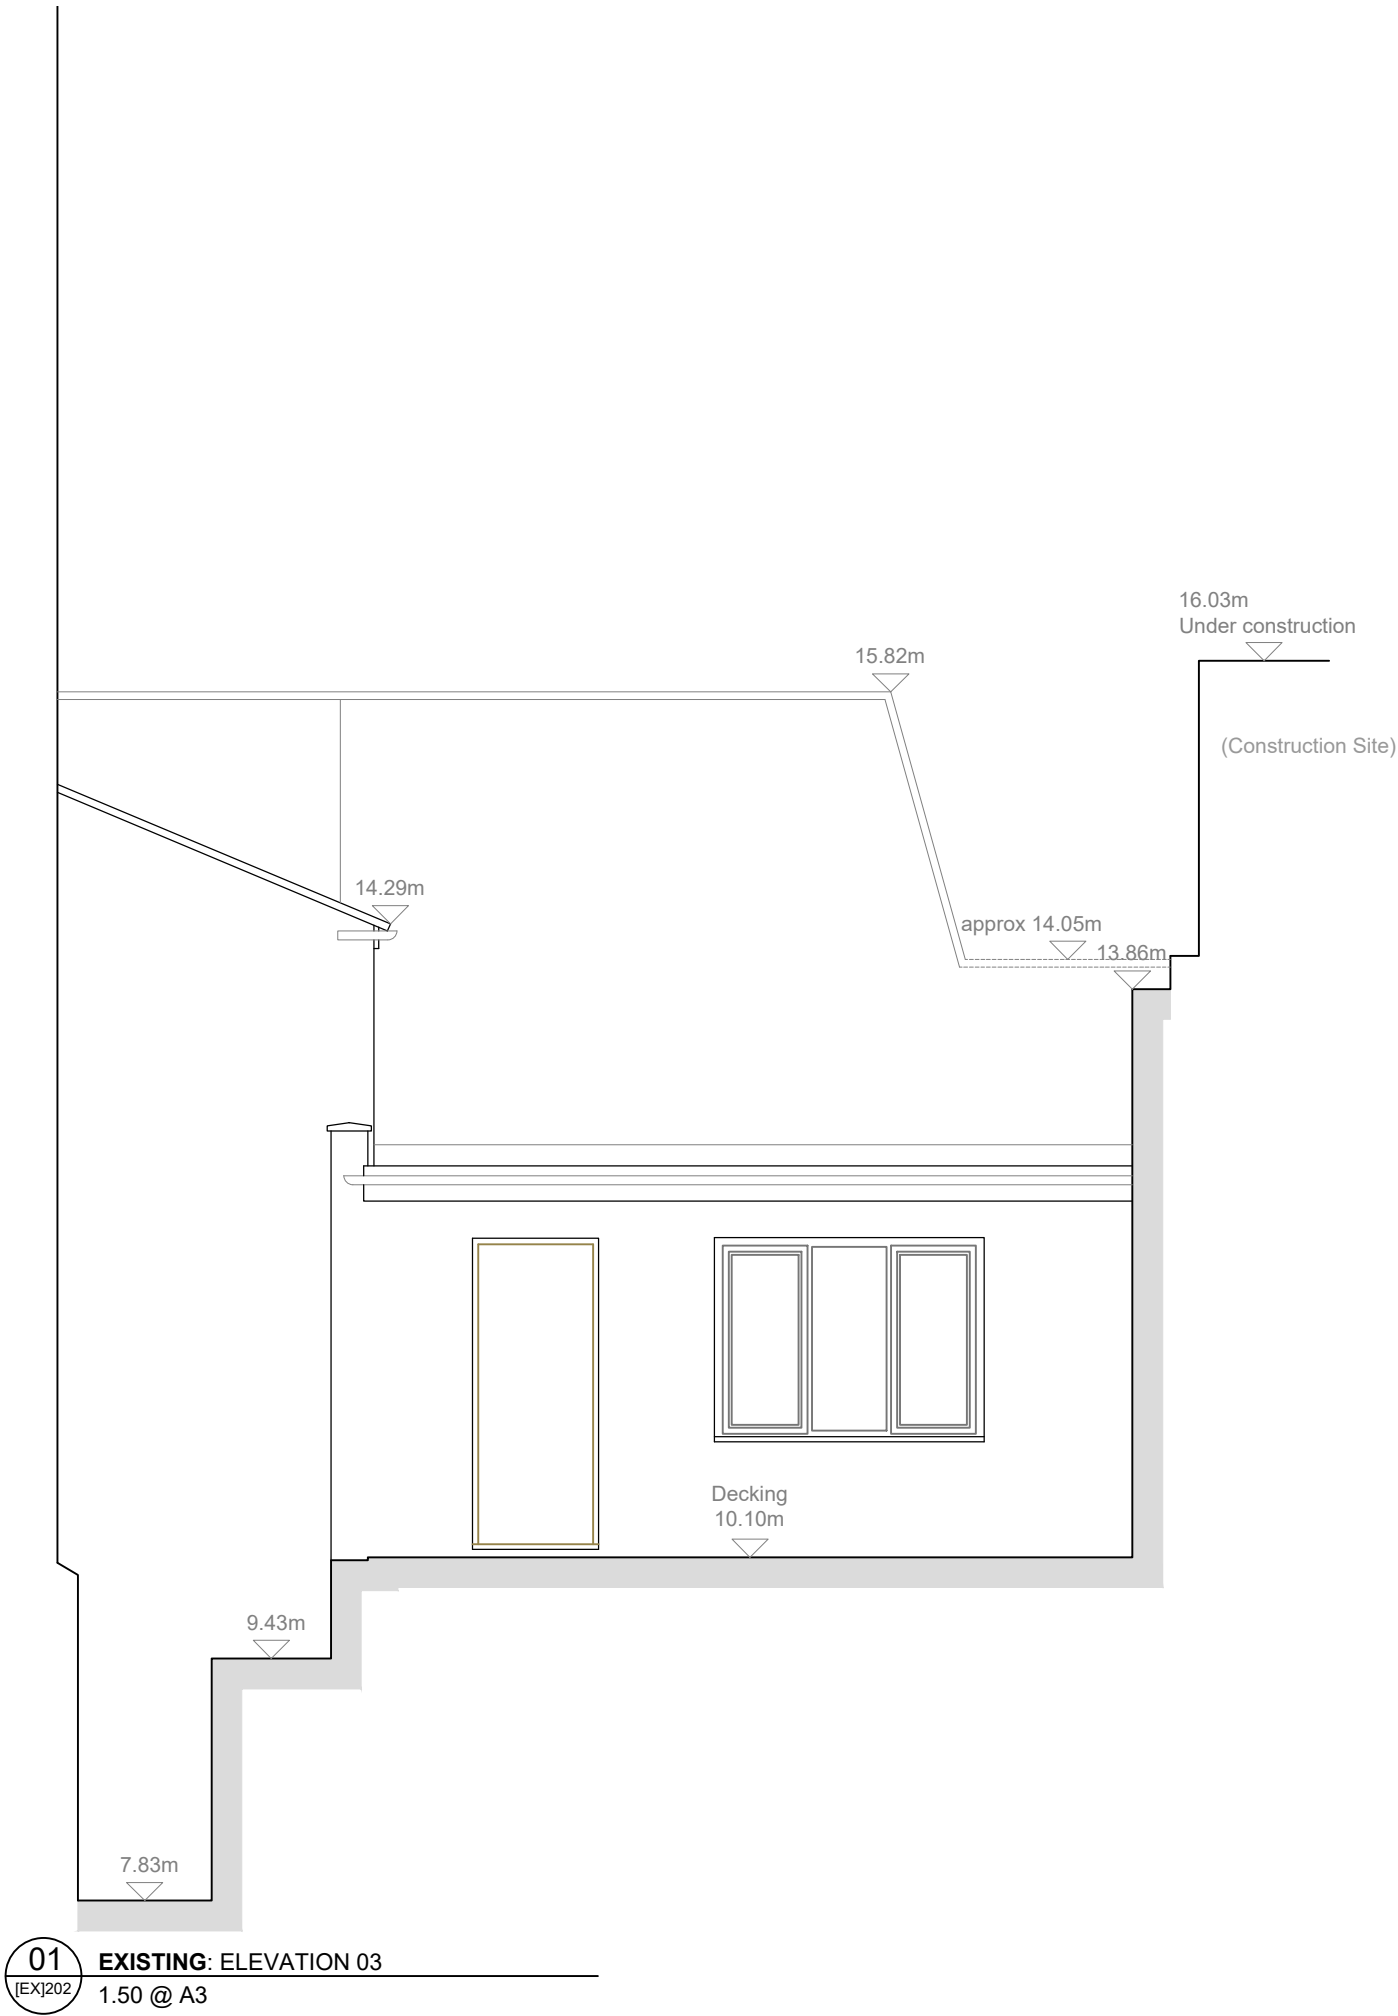 16.03m
Under construction
15.82m
(Construction Site)
14.29m
approx 14.05m
13.86m
Decking
10.10m
9.43m
7.83m
01
[EX]202
EXISTING: ELEVATION 03
1.50 @ A3